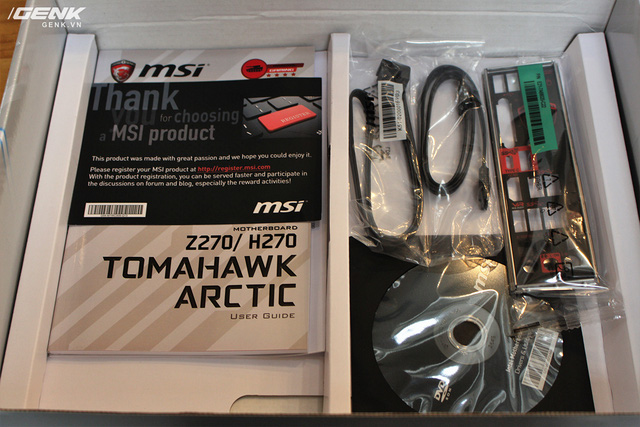 GENK
GENK.VN
msi
Thank
you for choosing
a MSI product
REGISTER
This product was made with great passion and we hope you could enjoy it.
Please register your MSI product at http://register.msi.com
With the product registration, you can be served faster and participate in
the discussions on forum and blog, especially the reward activities!
msi
MOTHERBOARD
Z270/ H270
TOMAHAWK
ARCTIC
USER GUIDE
DVD